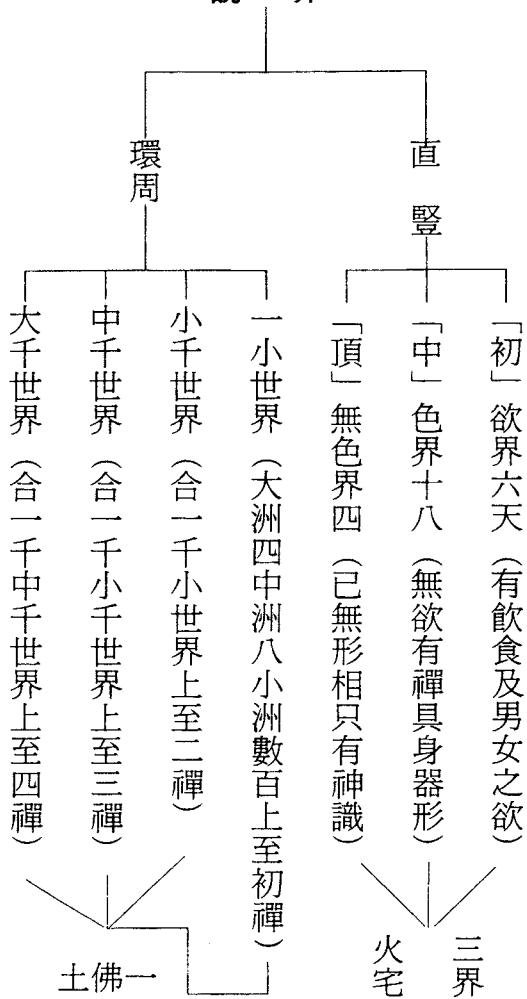 直豎
「初」欲界六天（有飲食及男女之欲）
「中」色界十八（無欲有禪具身器形）
「頂」無色界四（已無形相只有神識）
三界
火宅
環周
一小世界（大洲四中洲八小洲數百上至初禪）
小千世界（合一千小世界上至二禪）
中千世界（合一千小千世界上至三禪）
大千世界（合一千中千世界上至四禪）
一佛土